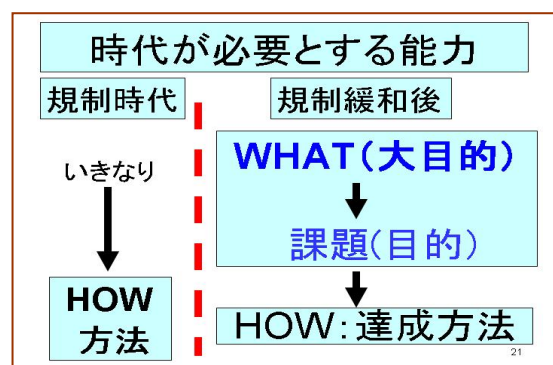 時代が必要とする能力
規制時代
規制緩和後
いきなり
HOW
方法
WHAT(大目的)
課題(目的)
HOW:達成方法
21